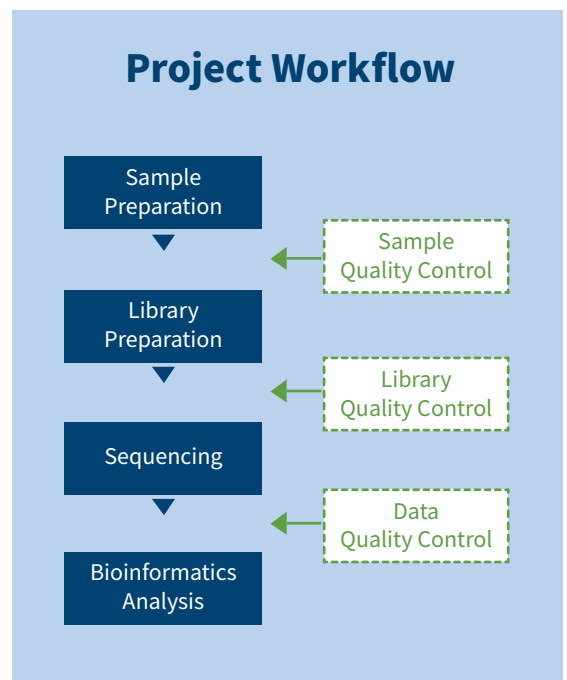 Project Workflow
Sample
Preparation
Sample
Quality Control
Library
Preparation
Library
Quality Control
Sequencing
Data
Quality Control
Bioinformatics
Analysis